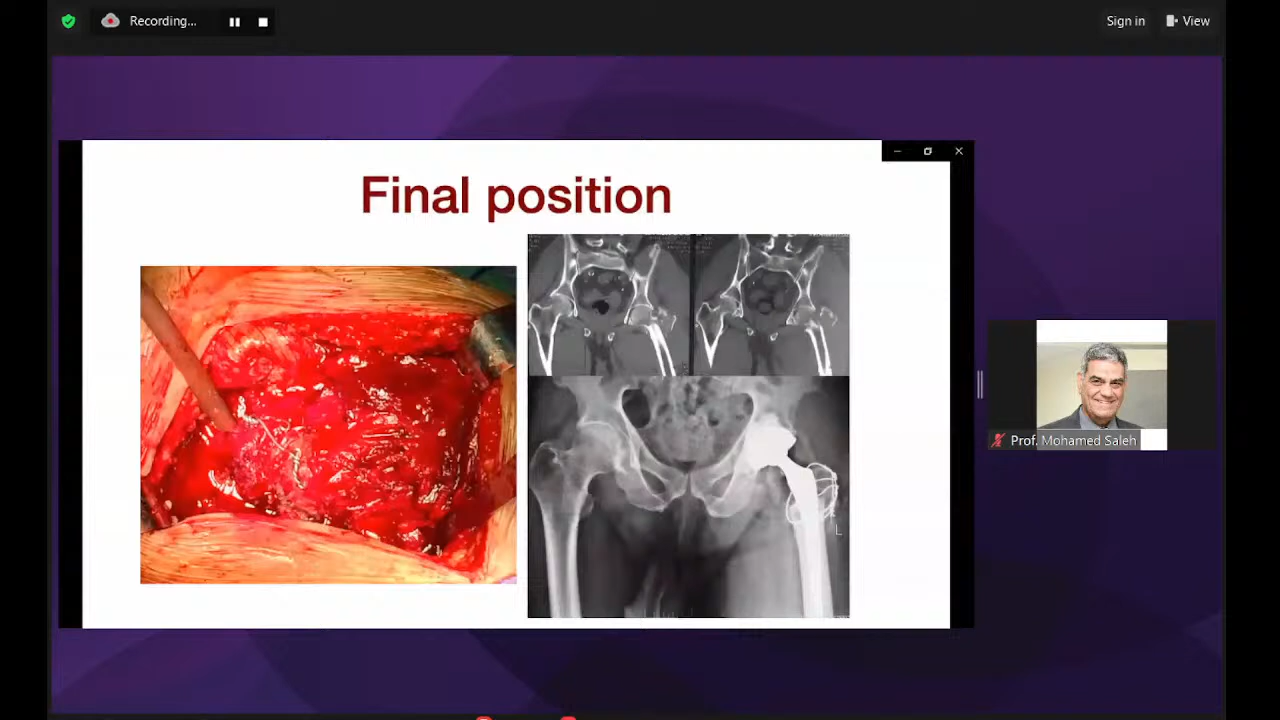 Recording...
Sign in
View
Final position
L
Prof. Mohamed Saleh